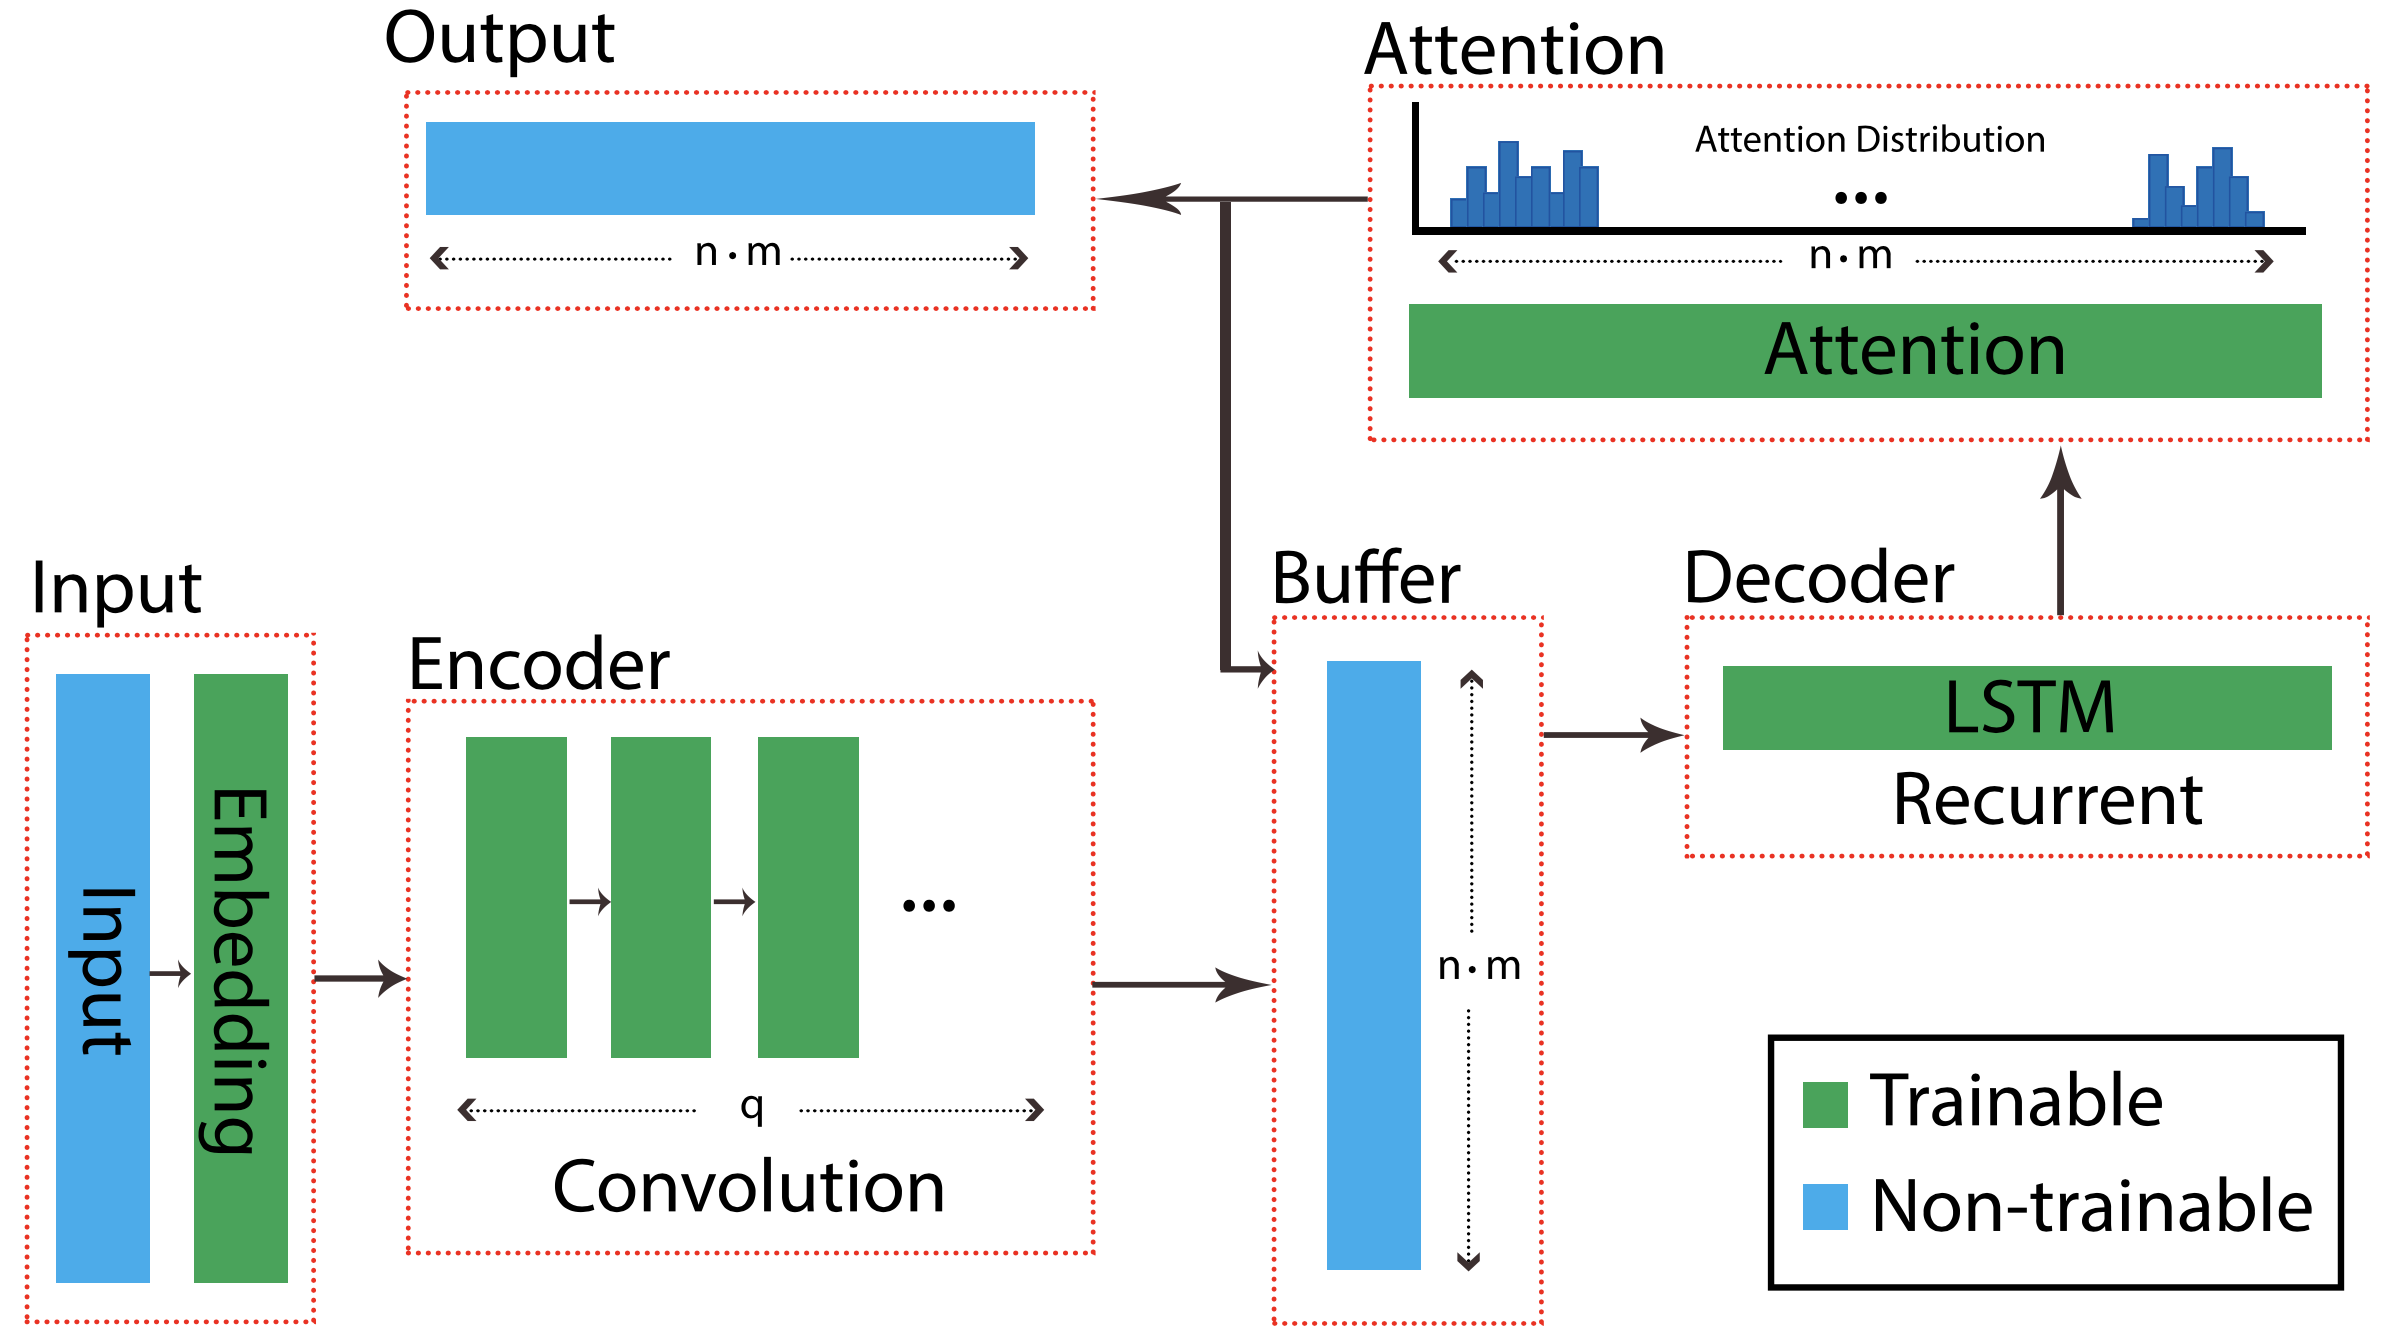 Output
n·m
Attention
Attention Distribution
...
n·m
Attention
Input
Input
Embedding
Encoder
...
q
Convolution
Buffer
n·m
Decoder
LSTM
Recurrent
Trainable
Non-trainable